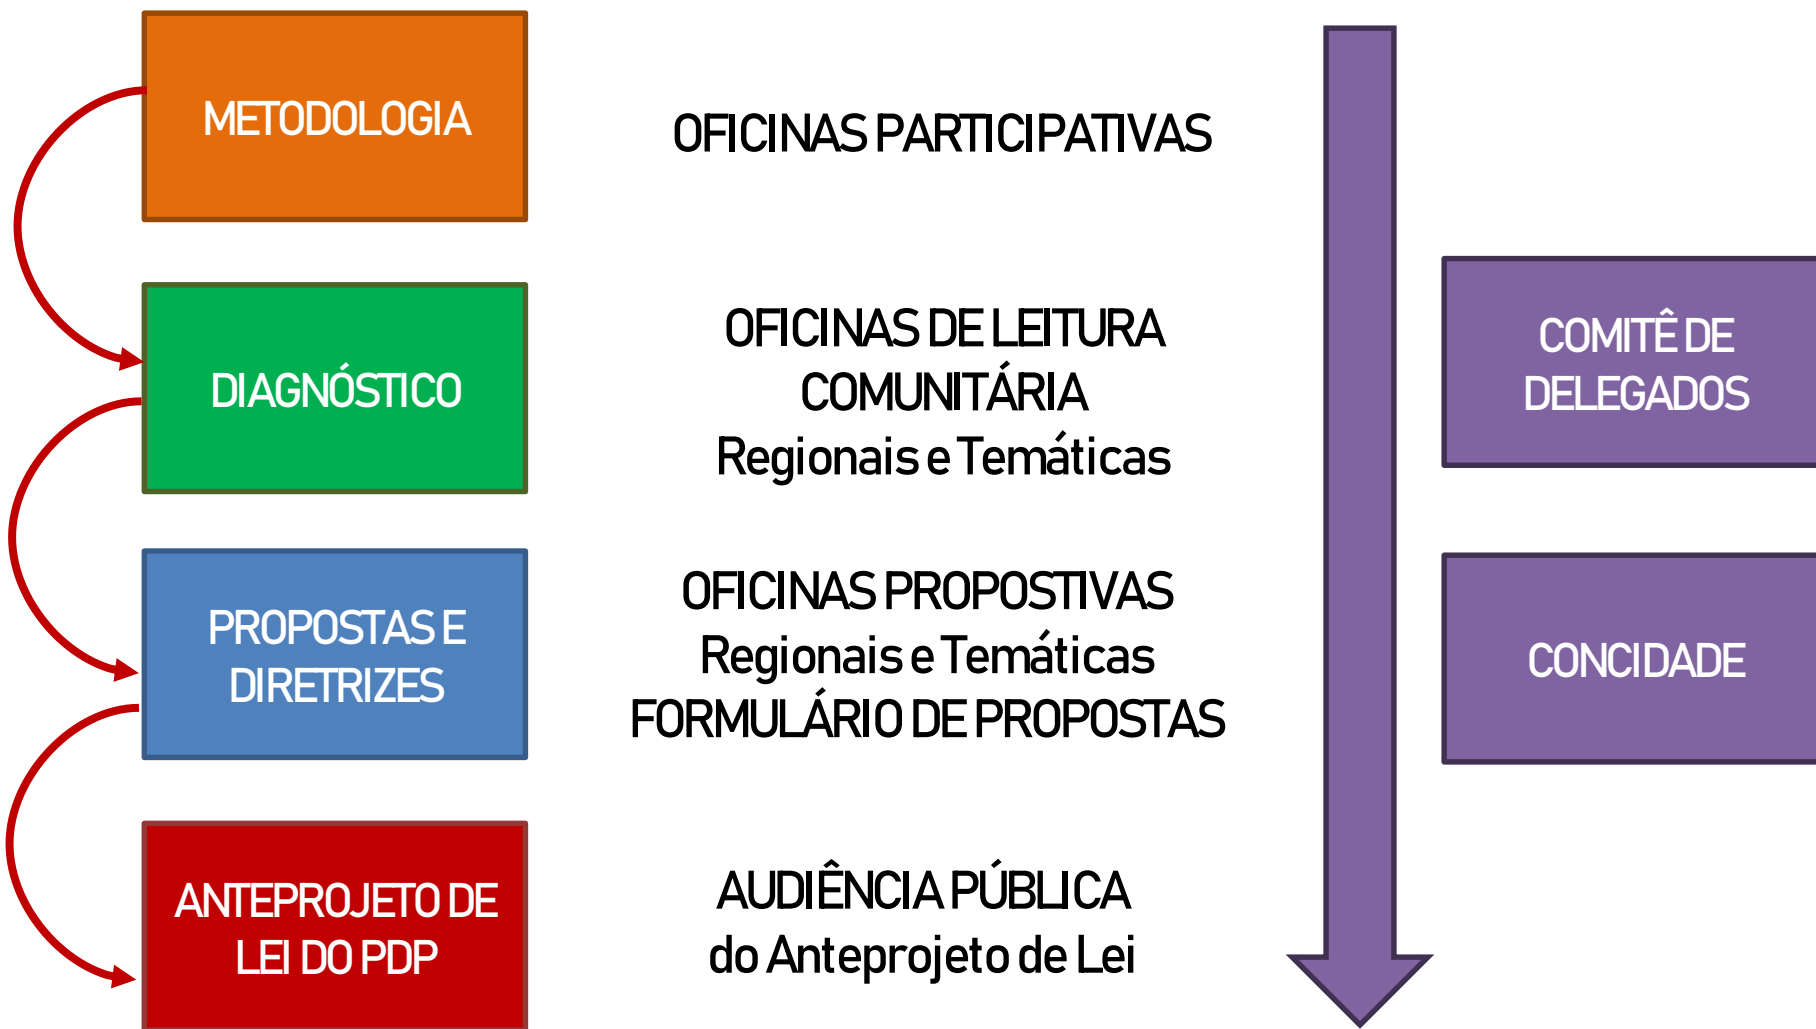 METODOLOGIA
OFICINAS PARTICIPATIVAS
DIAGNÓSTICO
OFICINAS DE LEITURA
COMUNITÁRIA
Regionais e Temáticas
COMITÊ DE
DELEGADOS
PROPOSTAS E
DIRETRIZES
OFICINAS PROPOSTIVAS
Regionais e Temáticas
FORMULÁRIO DE PROPOSTAS
CONCIDADE
ANTEPROJETO DE
LEI DO PDP
AUDIÊNCIA PÚBLICA
do Anteprojeto de Lei